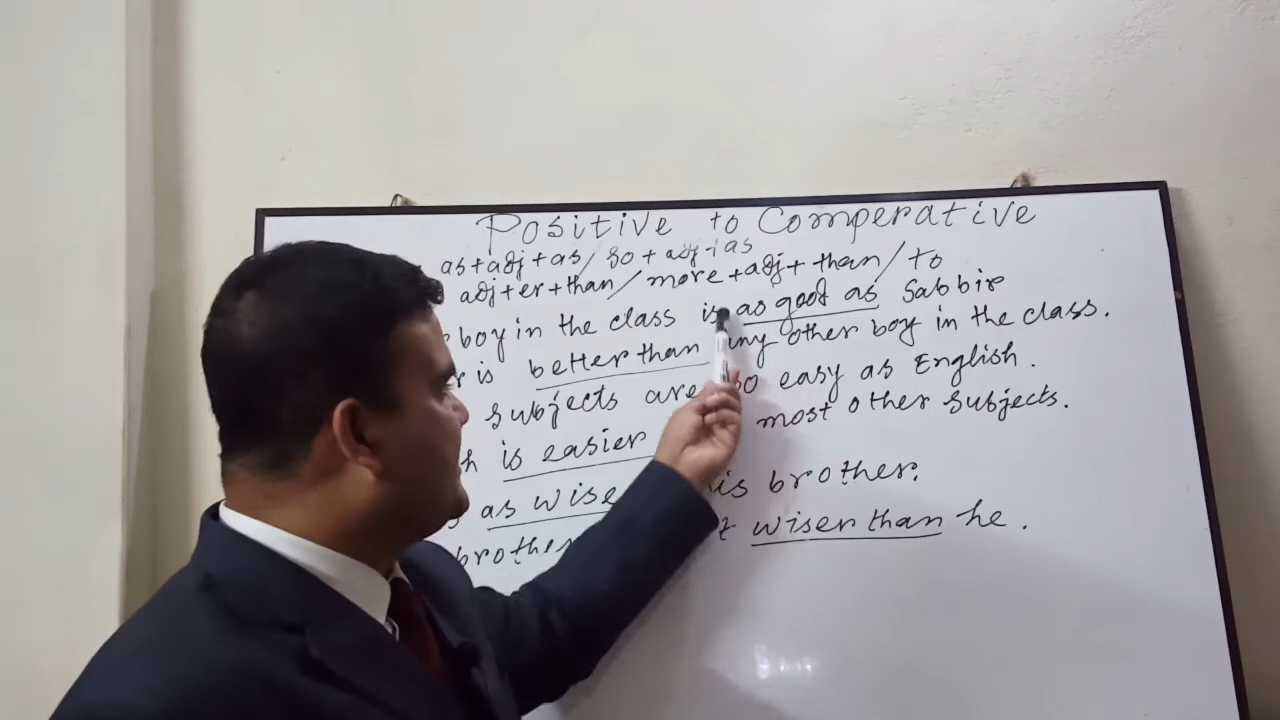 Positive to Comperative
as+adj+as/ so+adj+as
adj+er+than/more+adj+than/to
boy in the class is as good as Sabbir
is better than any other boy in the class.
subjects are so easy as English.
is easier most other subjects.
as wise his brother.
brother wiser than he.